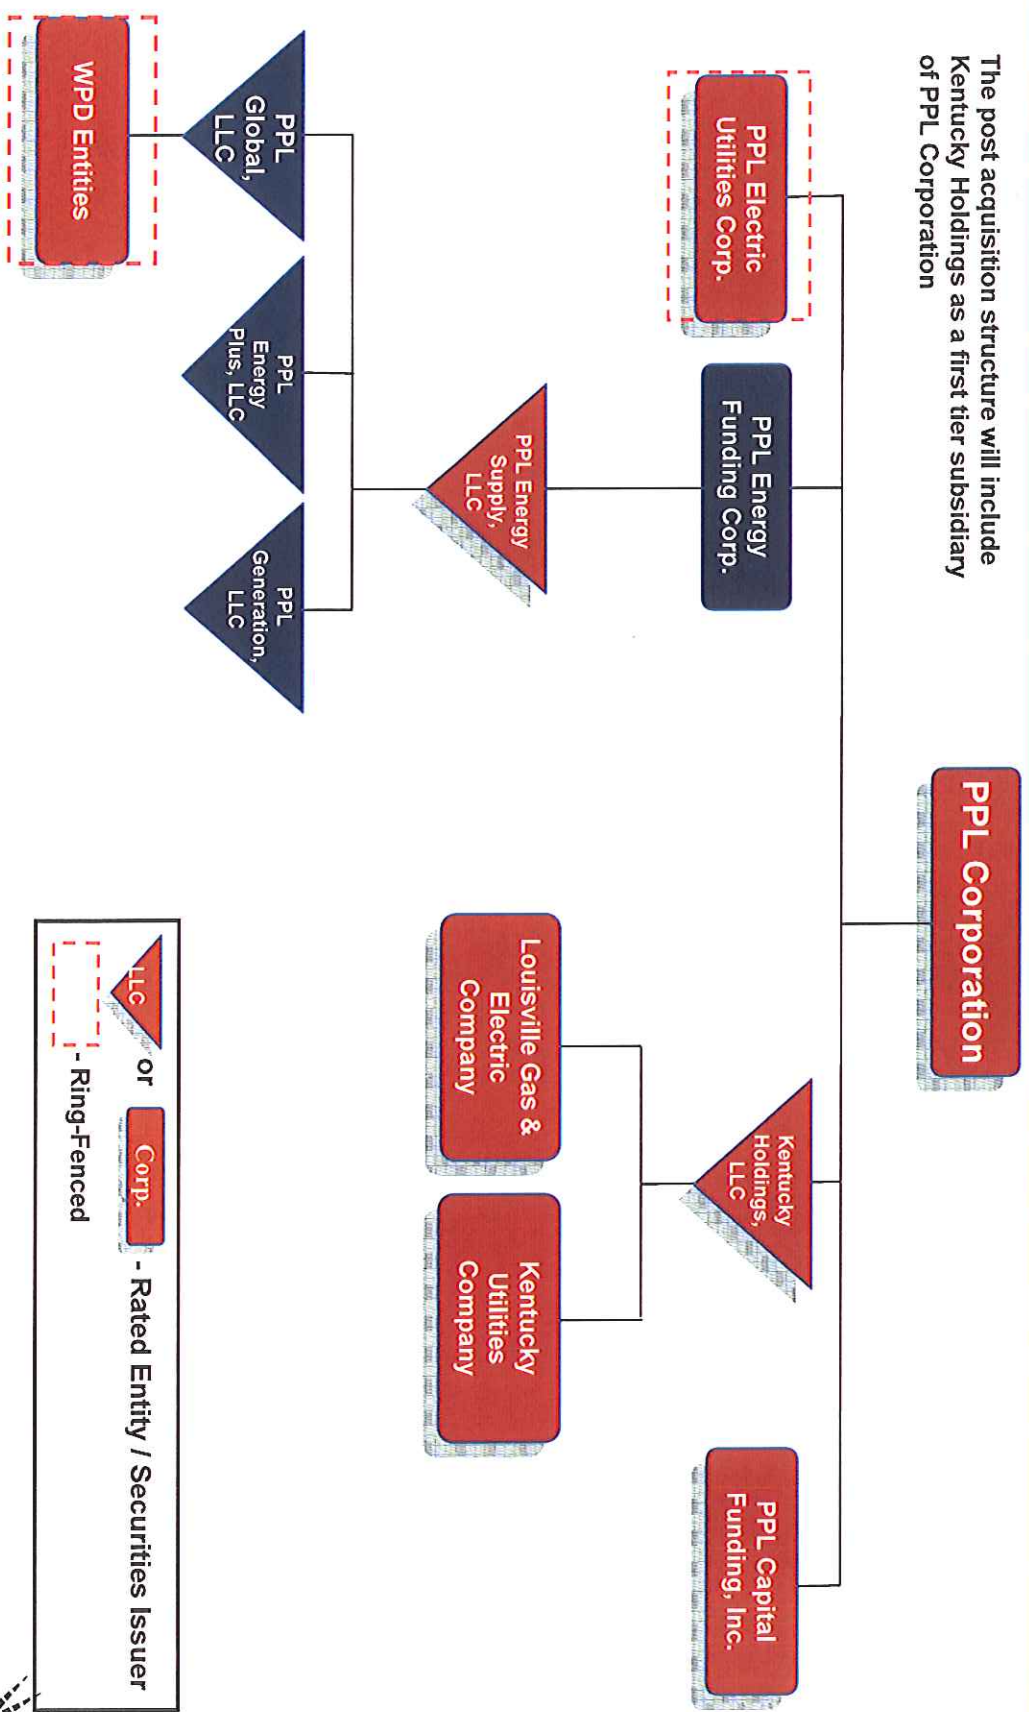 The post acquisition structure will include
Kentucky Holdings as a first tier subsidiary
of PPL Corporation
PPL Corporation
PPL Electric
Utilities Corp.
PPL Energy
Funding Corp.
Kentucky
Holdings,
LLC
PPL Capital
Funding, Inc.
PPL Energy
Supply,
LLC
Louisville Gas &
Electric
Company
Kentucky
Utilities
Company
PPL
Global,
LLC
PPL
Energy
Plus, LLC
PPL
Generation,
LLC
WPD Entities
LLC or Corp. - Rated Entity / Securities Issuer
- Ring-Fenced